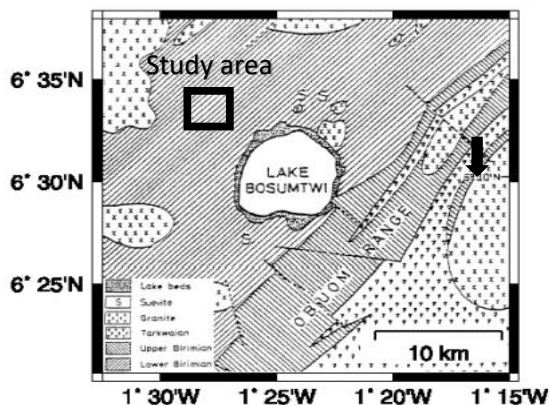 6° 35'N
Study area
S
S
6° 30'N
LAKE
BOSUMTWI
S
OBUOM RANGE
6° 25'N
Lake beds
S Suevite
Granite
Tarkwaian
Upper Birimian
Lower Birimian
10 km
1° 30'W 1° 25'W 1° 20'W 1° 15'W